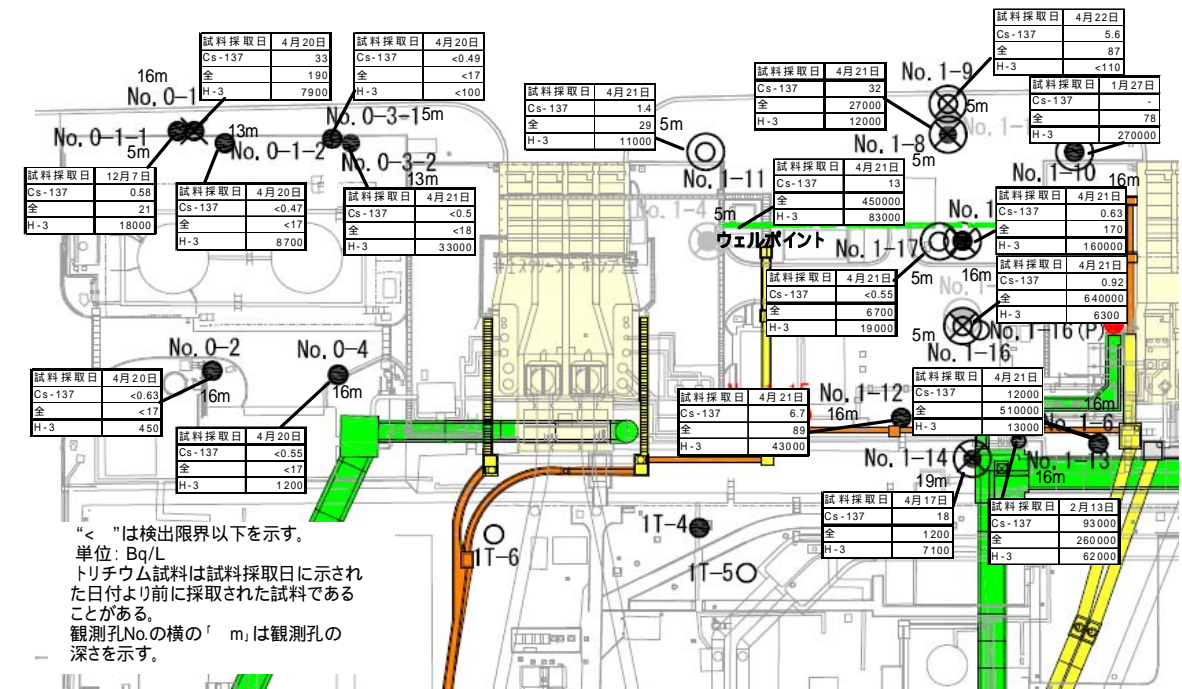 試料採取日 4月22日
Cs-137 5.6
全 87
H-3 <110
試料採取日 4月20日
Cs-137 33
全 190
H-3 7900
試料採取日 4月20日
Cs-137 <0.49
全 <17
H-3 <100
試料採取日 4月21日
Cs-137 32
全 27000
H-3 12000
試料採取日 1月27日
Cs-137 -
全 78
H-3 270000
試料採取日 4月21日
Cs-137 1.4
全 29
H-3 11000
16m
No. 0-1
No. 1-9
5m
No. 0-3-1 5m
No. 0-1-1
5m
13m
No. 0-1-2
No. 0-3-2
13m
5m
No. 1-11
No. 1-8
5m
No. 1-10
16m
試料採取日 12月7日
Cs-137 0.58
全 21
H-3 18000
試料採取日 4月20日
Cs-137 <0.47
全 <17
H-3 8700
試料採取日 4月21日
Cs-137 <0.5
全 <18
H-3 33000
試料採取日 4月21日
Cs-137 13
全 450000
H-3 83000
試料採取日 4月21日
Cs-137 0.63
全 170
H-3 160000
No. 1-4
5m
ウェルポイント
No. 1-17
5m
No. 1
16m
試料採取日 4月21日
Cs-137 <0.55
全 6700
H-3 19000
試料採取日 4月21日
Cs-137 0.92
全 640000
H-3 6300
5m
No. 1-16
No. 1-16(P)
No. 0-2
16m
No. 0-4
16m
試料採取日 4月20日
Cs-137 <0.63
全 <17
H-3 450
試料採取日 4月20日
Cs-137 <0.55
全 <17
H-3 1200
試料採取日 4月21日
Cs-137 6.7
全 89
H-3 43000
No. 1-12
16m
試料採取日 4月21日
Cs-137 12000
全 510000
H-3 13000
16m
No. 1-6
No. 1-14
19m
No. 1-13
16m
試料採取日 4月17日
Cs-137 18
全 1200
H-3 7100
試料採取日 2月13日
Cs-137 93000
全 260000
H-3 62000
1T-6
1T-4
1T-5
“< ”は検出限界以下を示す。
単位: Bq/L
トリチウム試料は試料採取日に示され
た日付より前に採取された試料である
ことがある。
観測孔No.の横の「 m」は観測孔の
深さを示す。